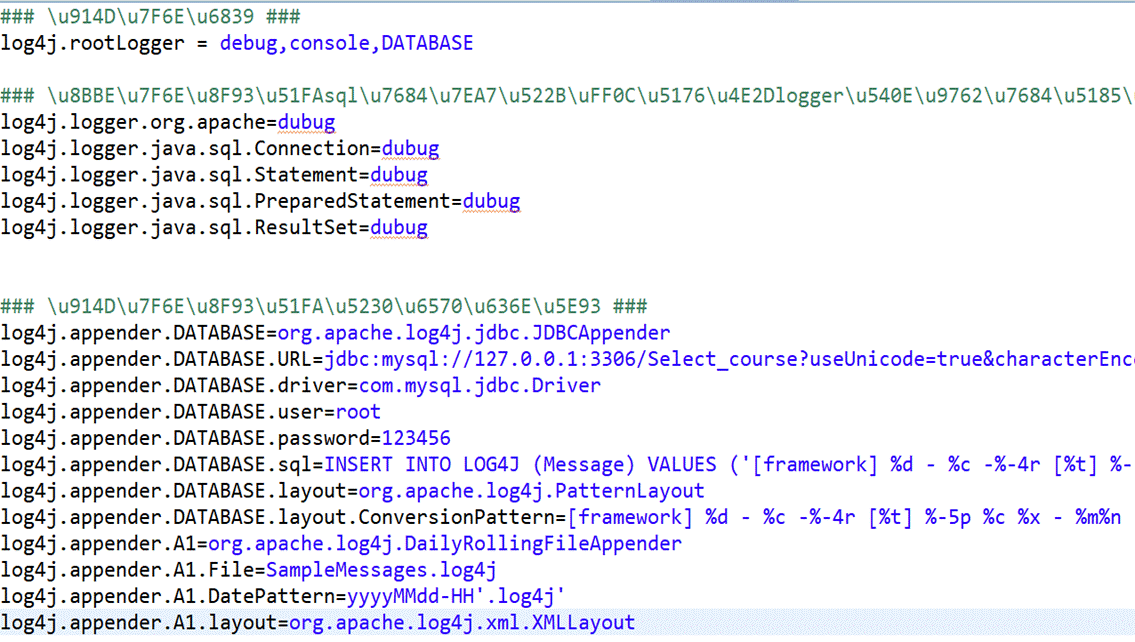 ### \u914D\u7F6E\u6839 ###
log4j.rootLogger = debug,console,DATABASE
### \u8BBE\u7F6E\u8F93\u51FAsql\u7684\u7EA7\u522B\uFF0C\u5176\u4E2Dlogger\u540E\u9762\u7684\u5185\
log4j.logger.org.apache=dubug
log4j.logger.java.sql.Connection=dubug
log4j.logger.java.sql.Statement=dubug
log4j.logger.java.sql.PreparedStatement=dubug
log4j.logger.java.sql.ResultSet=dubug
### \u914D\u7F6E\u8F93\u51FA\u5230\u6570\u636E\u5E93 ###
log4j.appender.DATABASE=org.apache.log4j.jdbc.JDBCAppender
log4j.appender.DATABASE.URL=jdbc:mysql://127.0.0.1:3306/Select_course?useUnicode=true&characterEnc
log4j.appender.DATABASE.driver=com.mysql.jdbc.Driver
log4j.appender.DATABASE.user=root
log4j.appender.DATABASE.password=123456
log4j.appender.DATABASE.sql=INSERT INTO LOG4J (Message) VALUES ('[framework] %d - %c -%-4r [%t] %-
log4j.appender.DATABASE.layout=org.apache.log4j.PatternLayout
log4j.appender.DATABASE.layout.ConversionPattern=[framework] %d - %c -%-4r [%t] %-5p %c %x - %m%n
log4j.appender.A1=org.apache.log4j.DailyRollingFileAppender
log4j.appender.A1.File=SampleMessages.log4j
log4j.appender.A1.DatePattern=yyyyMMdd-HH'.log4j'
log4j.appender.A1.layout=org.apache.log4j.xml.XMLLayout